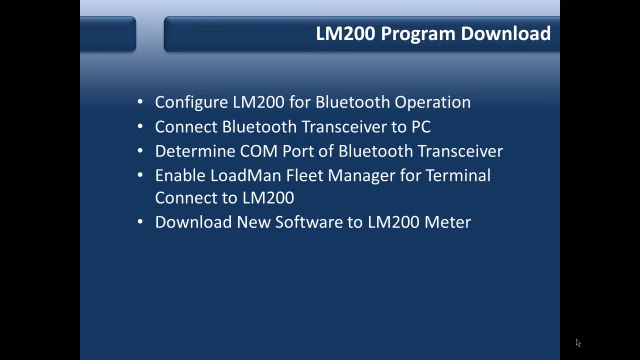 LM200 Program Download
• Configure LM200 for Bluetooth Operation
• Connect Bluetooth Transceiver to PC
• Determine COM Port of Bluetooth Transceiver
• Enable LoadMan Fleet Manager for Terminal
Connect to LM200
• Download New Software to LM200 Meter